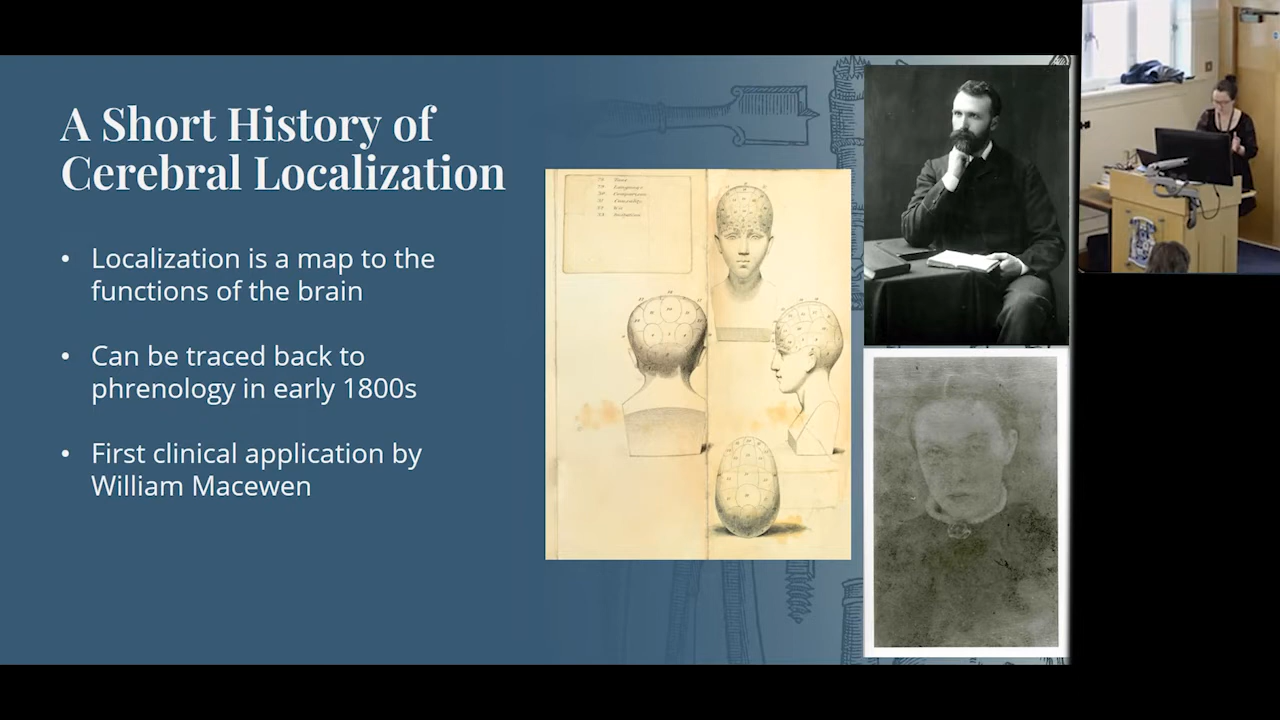 A Short History of
Cerebral Localization
• Localization is a map to the
functions of the brain
• Can be traced back to
phrenology in early 1800s
• First clinical application by
William Macewen